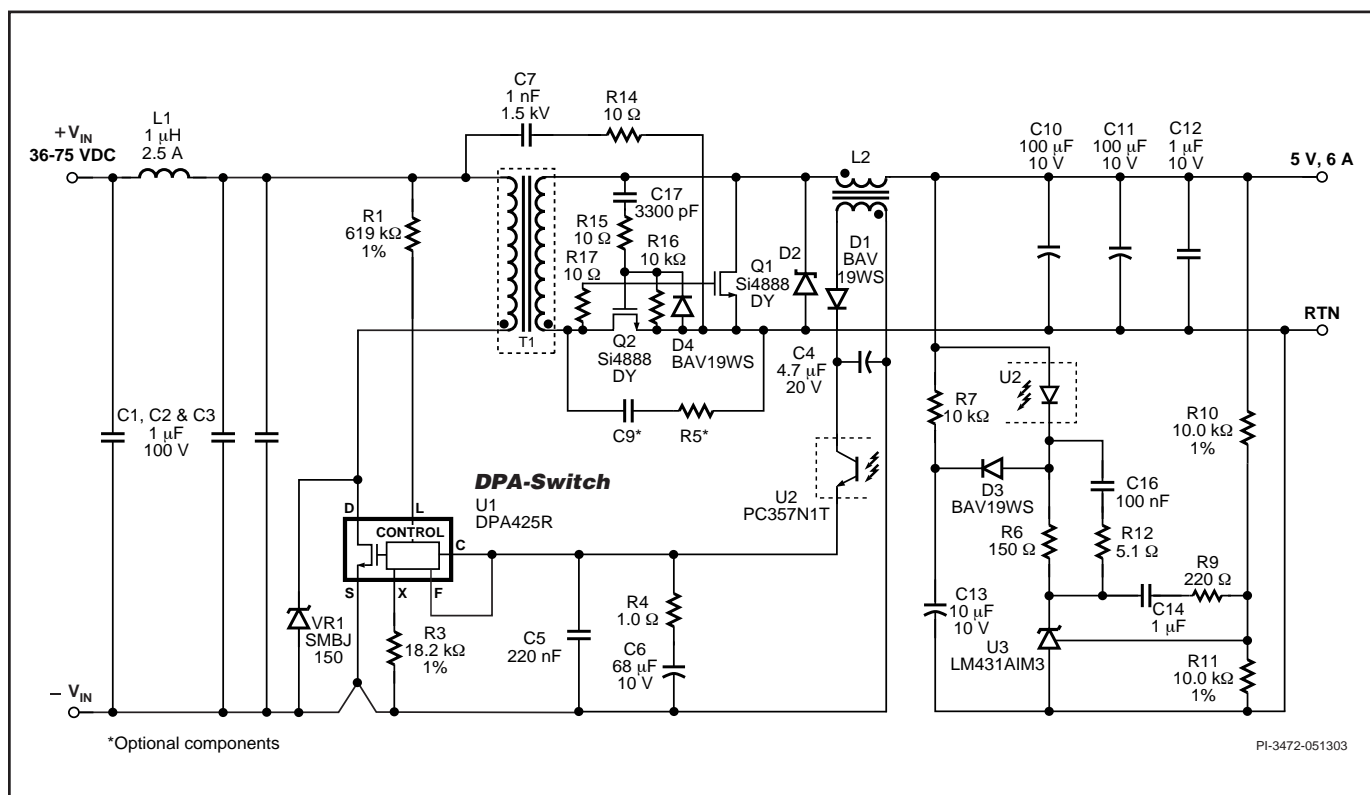 C7
1 nF
1.5 kV
R14
10 Ω
L1
1 μH
2.5 A
+ VIN
36-75 VDC
R1
619 kΩ
1%
T1
C17
3300 pF
R15
10 Ω
R16
10 kΩ
R17
10 Ω
Q1
Si4888
DY
Q2
Si4888
DY
D4
BAV19WS
D2
L2
D1
BAV
19WS
C10
100 μF
10 V
C11
100 μF
10 V
C12
1 μF
10 V
5 V, 6 A
RTN
C4
4.7 μF
20 V
C9*
R5*
U2
R7
10 kΩ
R10
10.0 kΩ
1%
C1, C2 & C3
1 μF
100 V
DPA-Switch
U1
DPA425R
D
L
CONTROL
C
S
X
F
U2
PC357N1T
D3
BAV19WS
C16
100 nF
R6
150 Ω
R12
5.1 Ω
R9
220 Ω
C14
1 μF
C13
10 μF
10 V
U3
LM431AIM3
R11
10.0 kΩ
1%
VR1
SMBJ
150
R3
18.2 kΩ
1%
C5
220 nF
R4
1.0 Ω
C6
68 μF
10 V
− VIN
*Optional components
PI-3472-051303